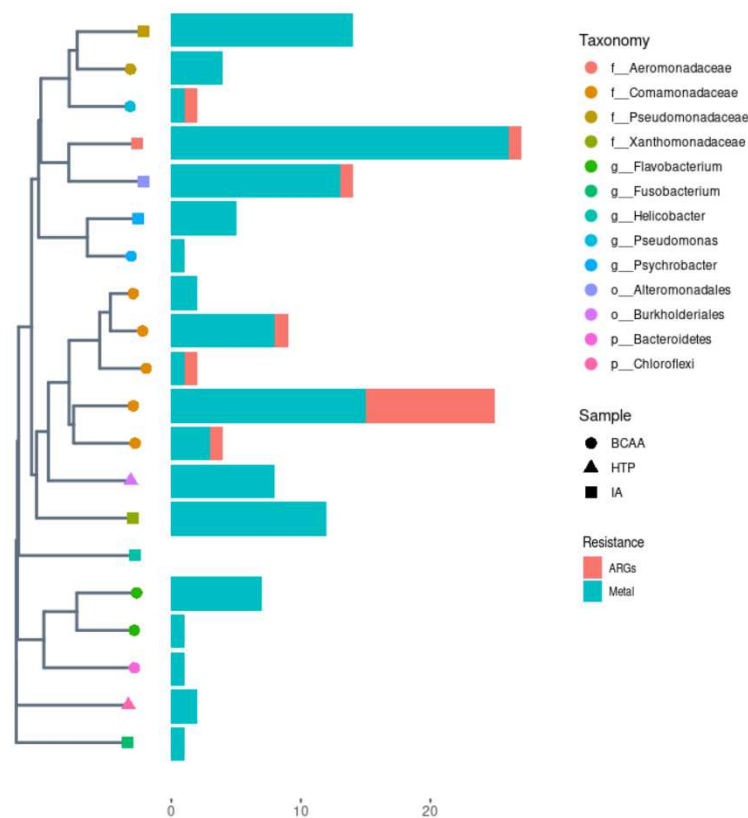 Taxonomy
f__Aeromonadaceae
f__Comamonadaceae
f__Pseudomonadaceae
f__Xanthomonadaceae
g__Flavobacterium
g__Fusobacterium
g__Helicobacter
g__Pseudomonas
g__Psychrobacter
o__Alteromonadales
o__Burkholderiales
p__Bacteroidetes
p__Chloroflexi
Sample
BCAA
HTP
IA
Resistance
ARGs
Metal
0 10 20